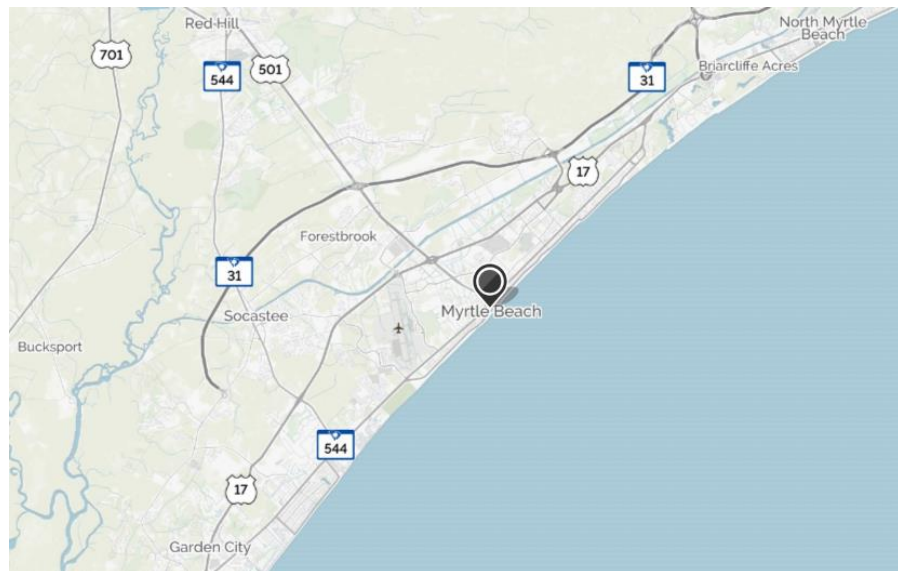 Red Hill
North Myrtle
Beach
701
501
Briarcliffe Acres
544
31
17
Forestbrook
31
Myrtle Beach
Socastee
Bucksport
544
17
Garden City